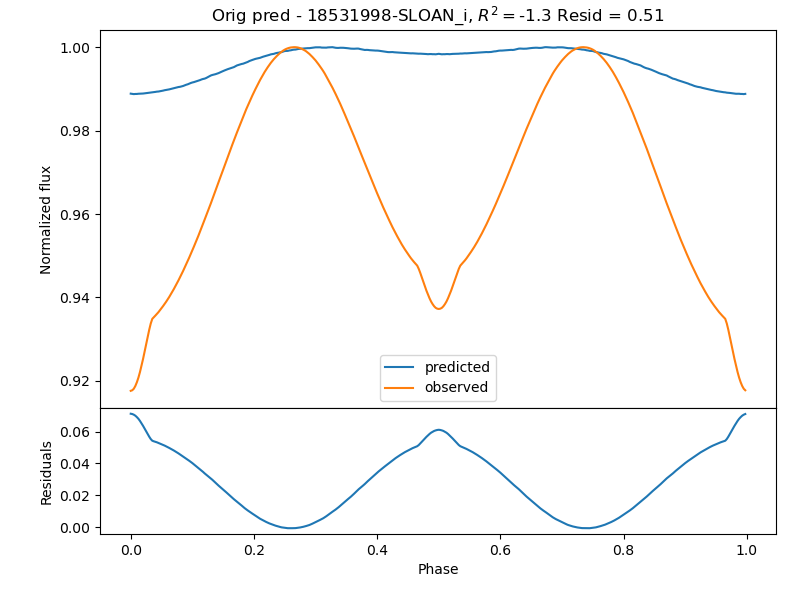 Orig pred - 18531998-SLOAN_i, R² = -1.3 Resid = 0.51
Normalized flux
1.00
0.98
0.96
0.94
0.92
predicted
observed
Residuals
0.06
0.04
0.02
0.00
0.0 0.2 0.4 0.6 0.8 1.0
Phase